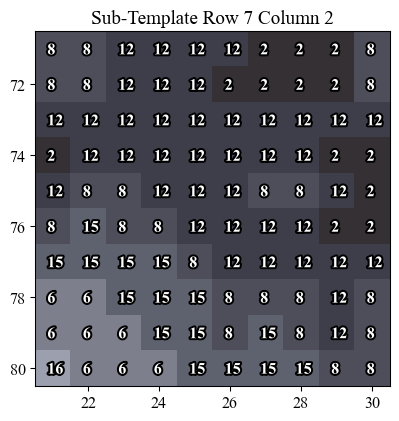 Sub-Template Row 7 Column 2
8 8 12 12 12 12 2 2 2 8
72 8 8 12 12 12 2 2 2 2 8
12 12 12 12 12 12 12 12 12 12
74 2 12 12 12 12 12 12 12 2 2
12 8 8 12 12 12 8 8 12 2
76 8 15 8 8 12 12 12 12 2 2
15 15 15 15 8 12 12 12 12 12
78 6 6 15 15 15 8 8 8 12 8
6 6 6 15 15 8 15 8 12 8
80 16 6 6 6 15 15 15 15 8 8
22 24 26 28 30